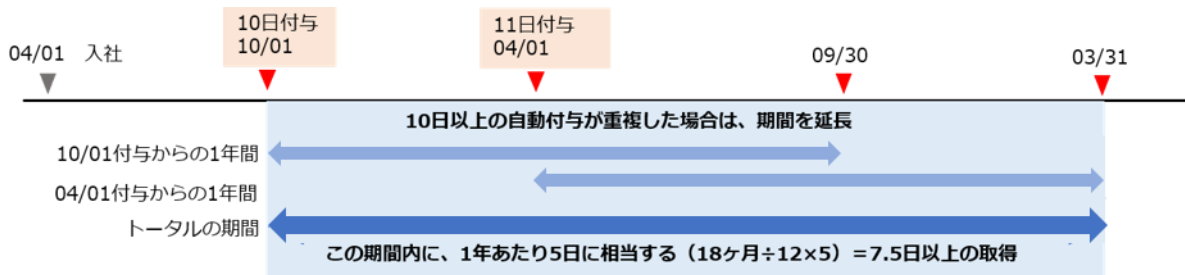 10日付与
10/01
11日付与
04/01
04/01　入社
09/30
03/31
10日以上の自動付与が重複した場合は、期間を延長
10/01付与からの1年間
04/01付与からの1年間
トータルの期間
この期間内に、1年あたり5日に相当する（18ヶ月÷12×5）＝7.5日以上の取得